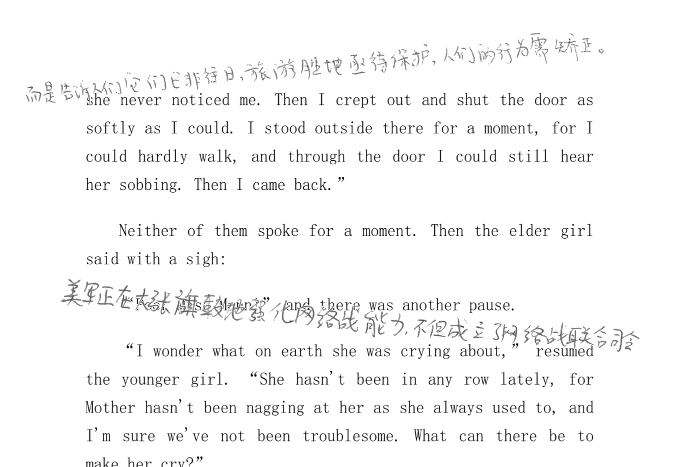 而是告诉人们它们已非往日，旅游胜地亟待保护，人们的行为需要矫正。
she never noticed me. Then I crept out and shut the door as
softly as I could. I stood outside there for a moment, for I
could hardly walk, and through the door I could still hear
her sobbing. Then I came back.”
Neither of them spoke for a moment. Then the elder girl
said with a sigh:
美军正在大张旗鼓地强化网络战能力，不但成立了网络战联合司令
and there was another pause.
“I wonder what on earth she was crying about,” resumed
the younger girl. “She hasn't been in any row lately, for
Mother hasn't been nagging at her as she always used to, and
I'm sure we've not been troublesome. What can there be to
make her cry?”